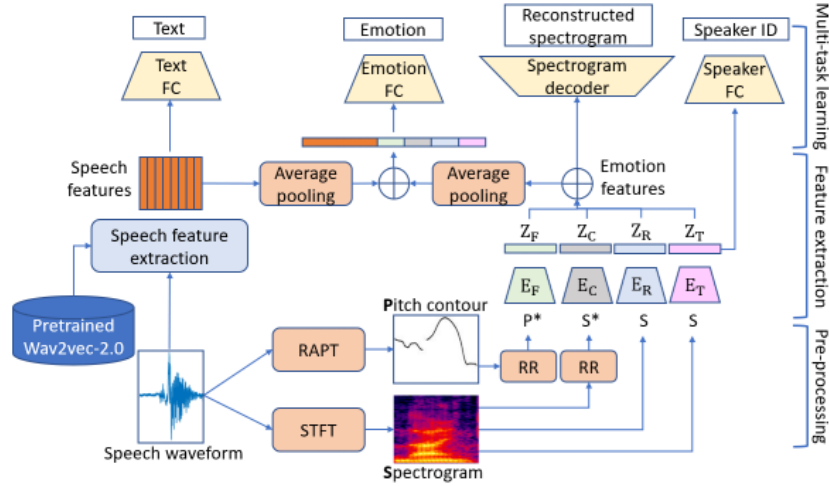 Text
Emotion
Reconstructed
spectrogram
Speaker ID
Text
FC
Emotion
FC
Spectrogram
decoder
Speaker
FC
Multi-task learning
Speech
features
Average
pooling
Average
pooling
Emotion
features
Feature extraction
Z_F
Z_C
Z_R
Z_T
Speech feature
extraction
E_F
E_C
E_R
E_T
Pretrained
Wav2vec-2.0
Pitch contour
P*
S*
S
S
RAPT
RR
RR
Pre-processing
STFT
Speech waveform
Spectrogram